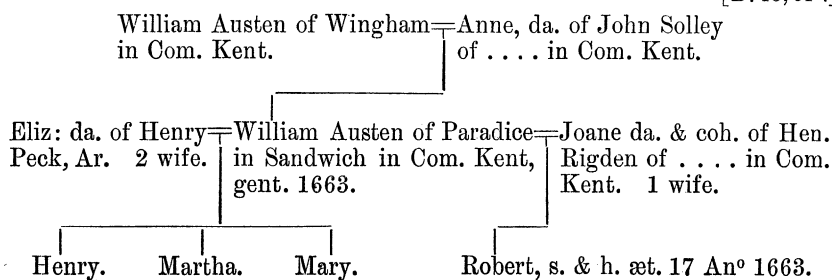 William Austen of Wingham
in Com. Kent.
Anne, da. of John Solley
of . . . . in Com. Kent.
Eliz: da. of Henry
Peck, Ar. 2 wife.
William Austen of Paradice
in Sandwich in Com. Kent,
gent. 1663.
Joane da. & coh. of Hen.
Rigden of . . . . in Com.
Kent. 1 wife.
Henry. Martha. Mary.
Robert, s. & h. æt. 17 Anº 1663.